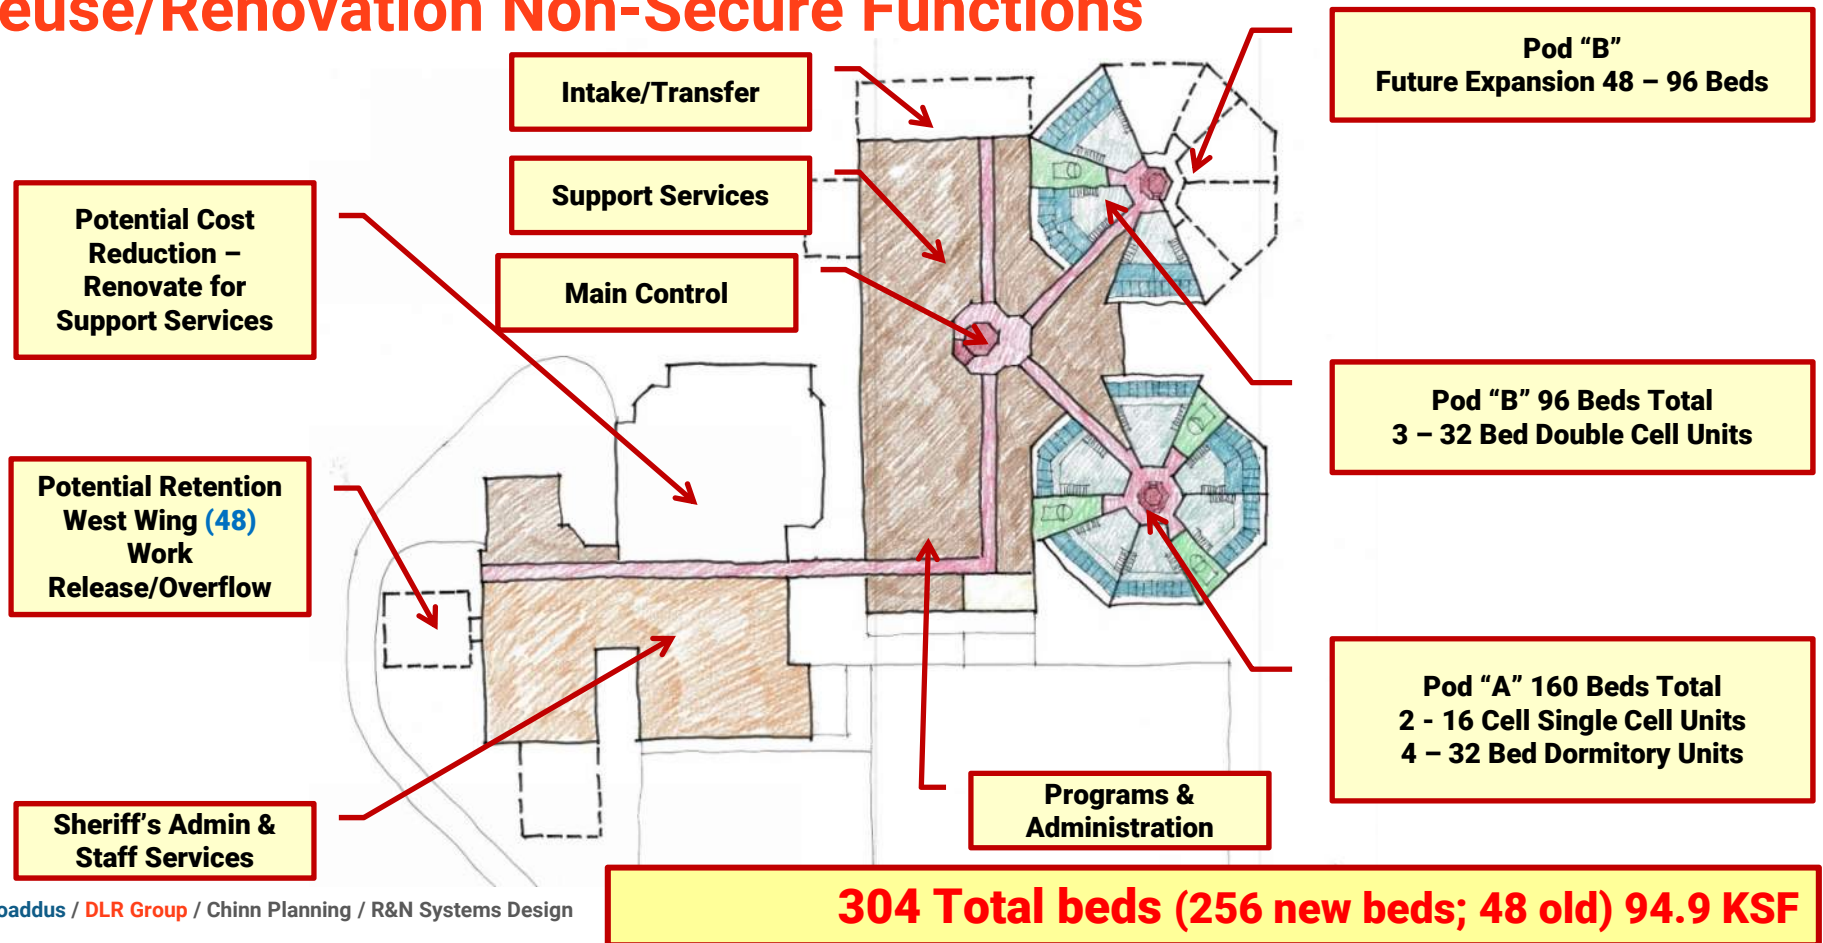 euse/Renovation Non-Secure Functions
Intake/Transfer
Support Services
Main Control
Pod “B”
Future Expansion 48 – 96 Beds
Potential Cost
Reduction –
Renovate for
Support Services
Pod “B” 96 Beds Total
3 – 32 Bed Double Cell Units
Potential Retention
West Wing (48)
Work
Release/Overflow
Pod “A” 160 Beds Total
2 - 16 Cell Single Cell Units
4 – 32 Bed Dormitory Units
Programs &
Administration
Sheriff’s Admin &
Staff Services
oaddus / DLR Group / Chinn Planning / R&N Systems Design
304 Total beds (256 new beds; 48 old) 94.9 KSF